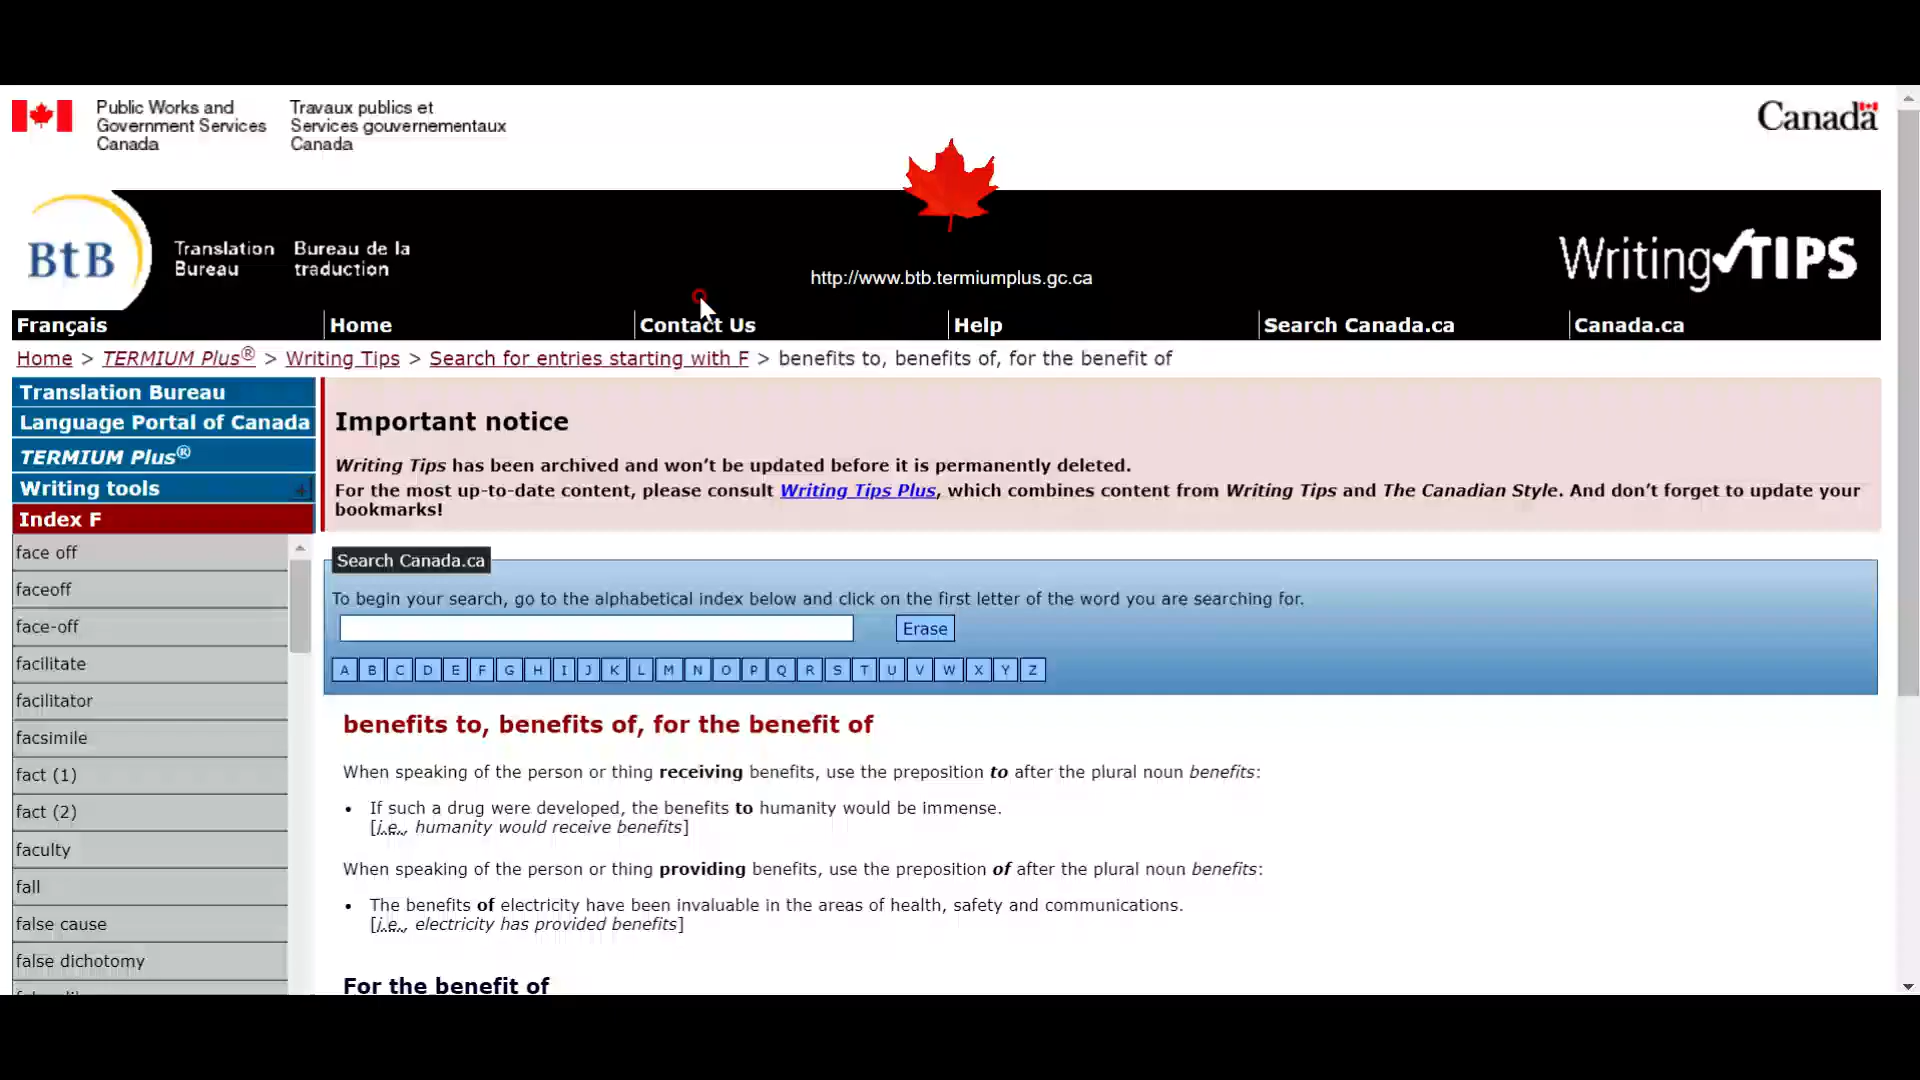 Public Works and
Government Services
Canada
Travaux publics et
Services gouvernementaux
Canada
Canada
BtB
Translation
Bureau
Bureau de la
traduction
http://www.btb.termiumplus.gc.ca
Writing TIPS
Français
Home
Contact Us
Help
Search Canada.ca
Canada.ca
Home > TERMIUM Plus® > Writing Tips > Search for entries starting with F > benefits to, benefits of, for the benefit of
Translation Bureau
Language Portal of Canada
TERMIUM Plus®
Writing tools +
Index F
face off
faceoff
face-off
facilitate
facilitator
facsimile
fact (1)
fact (2)
faculty
fall
false cause
false dichotomy
Important notice
Writing Tips has been archived and won’t be updated before it is permanently deleted.
For the most up-to-date content, please consult Writing Tips Plus, which combines content from Writing Tips and The Canadian Style. And don’t forget to update your
bookmarks!
Search Canada.ca
To begin your search, go to the alphabetical index below and click on the first letter of the word you are searching for.
Erase
A B C D E F G H I J K L M N O P Q R S T U V W X Y Z
benefits to, benefits of, for the benefit of
When speaking of the person or thing receiving benefits, use the preposition to after the plural noun benefits:
• If such a drug were developed, the benefits to humanity would be immense.
[i.e., humanity would receive benefits]
When speaking of the person or thing providing benefits, use the preposition of after the plural noun benefits:
• The benefits of electricity have been invaluable in the areas of health, safety and communications.
[i.e., electricity has provided benefits]
For the benefit of